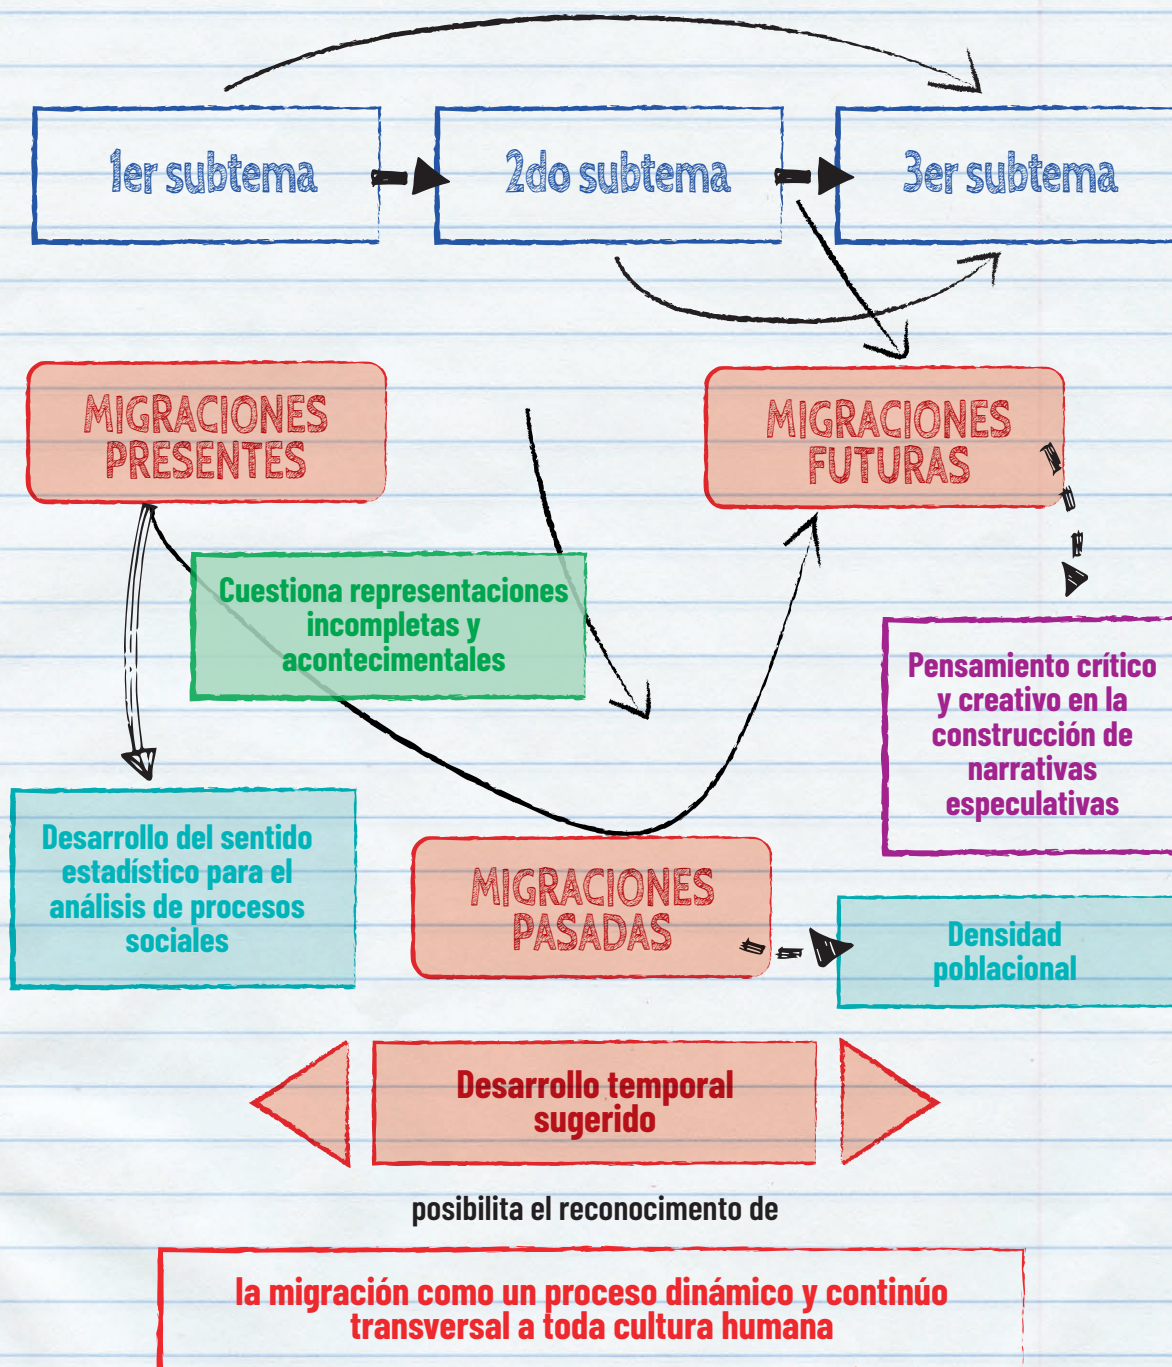 1er subtema
2do subtema
3er subtema
MIGRACIONES
PRESENTES
MIGRACIONES
FUTURAS
Cuestiona representaciones
incompletas y
acontecimentales
Pensamiento crítico
y creativo en la
construcción de
narrativas
especulativas
Desarrollo del sentido
estadístico para el
análisis de procesos
sociales
MIGRACIONES
PASADAS
Densidad
poblacional
Desarrollo temporal
sugerido
posibilita el reconocimento de
la migración como un proceso dinámico y continúo
transversal a toda cultura humana